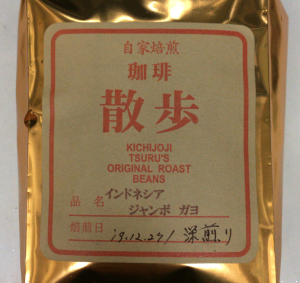 自家焙煎
珈琲
散歩
KICHIJOJI
TSURU'S
ORIGINAL ROAST
BEANS
品名 インドネシア
ジャンボ ガヨ
焙煎日 19.12.27/ 深煎り